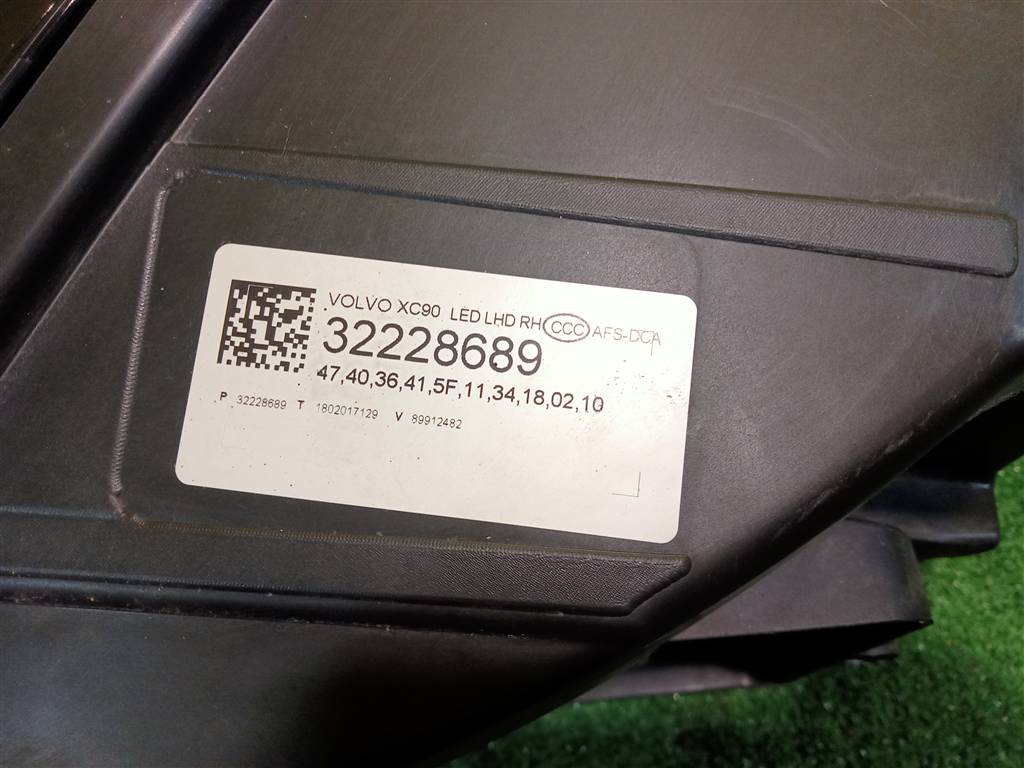 VOLVO XC90 LED LHD RH CCC AFS-DCA
32228689
47,40,36,41,5F,11,34,18,02,10
P 32228689 T 1802017129 V 89912482